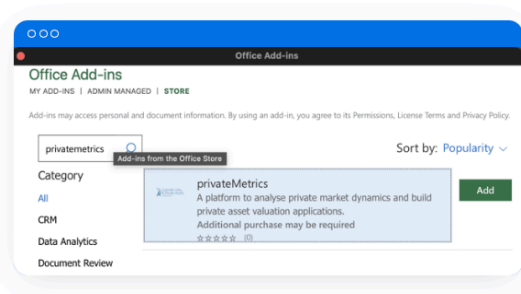 Office Add-ins
Office Add-ins
MY ADD-INS | ADMIN MANAGED | STORE
Add-ins may access personal and document information. By using an add-in, you agree to its Permissions, License Terms and Privacy Policy.
privatemetrics
Sort by: Popularity
Add-ins from the Office Store
Category
All
CRM
Data Analytics
Document Review
privateMetrics
A platform to analyse private market dynamics and build
private asset valuation applications.
Additional purchase may be required
(0)
Add